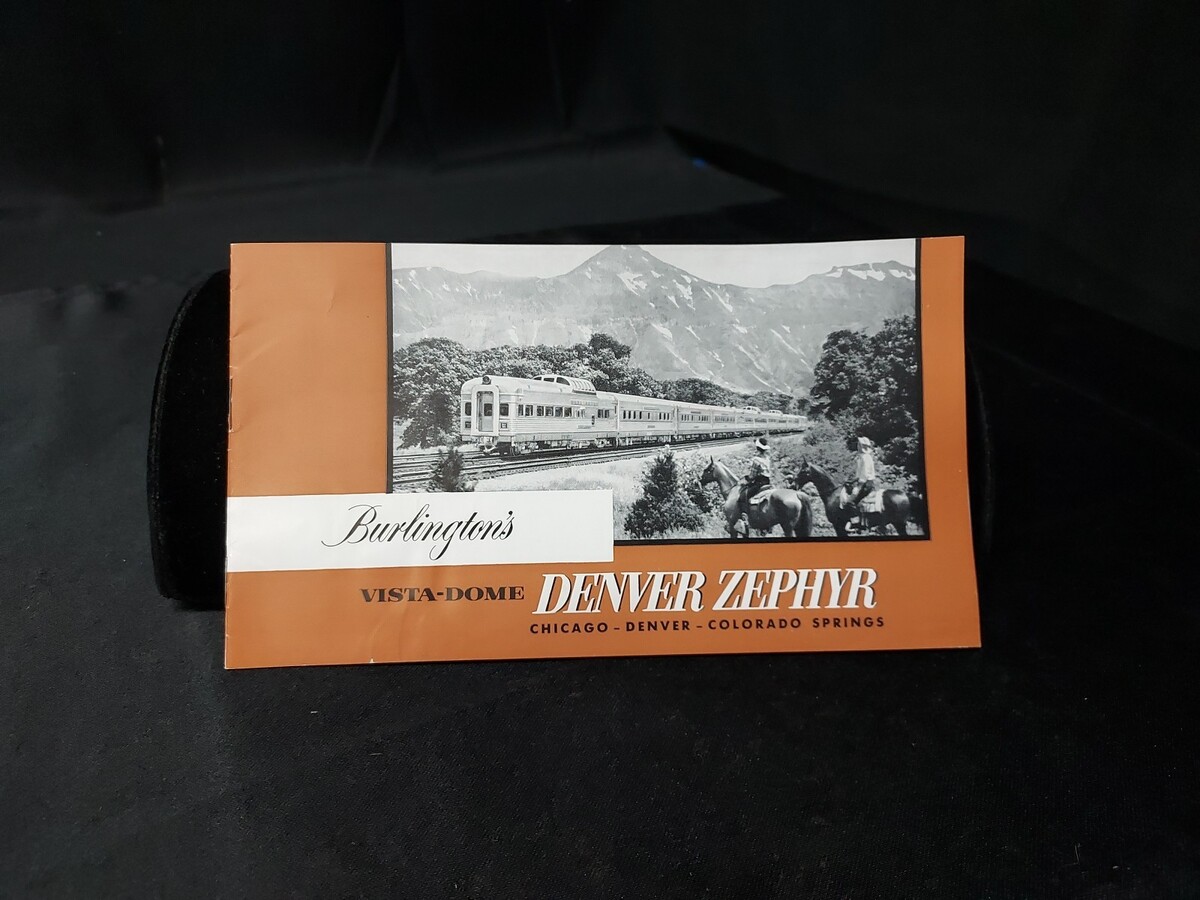 Burlington's
VISTA-DOME DENVER ZEPHYR
CHICAGO - DENVER - COLORADO SPRINGS